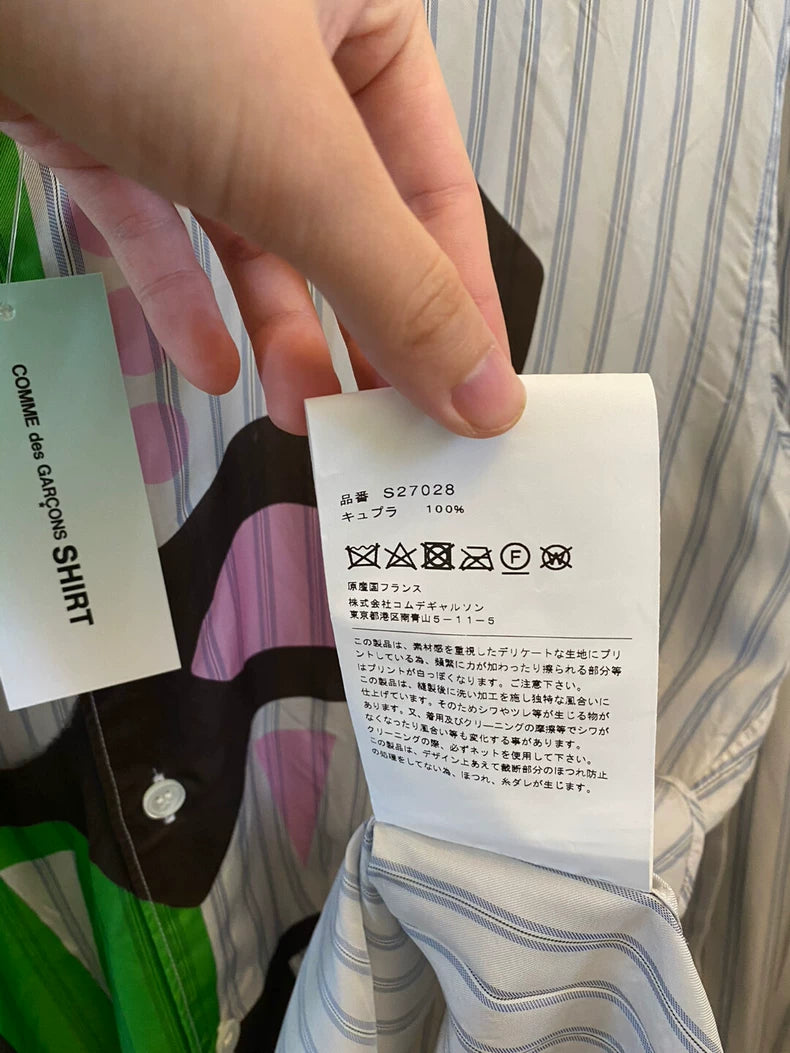 COMME des GARÇONS SHIRT
品番 S27028
キュプラ 100%
F
W
原産国フランス
株式会社コムデギャルソン
東京都港区南青山5-11-5
この製品は、素材感を重視したデリケートな生地にプリ
ントしている為、頻繁に力が加わったり擦られる部分等
はプリントが白っぽくなります。ご注意下さい。
この製品は、縫製後に洗い加工を施し独特な風合いに
仕上げています。そのためシワやツレ等が生じる物が
あります。又、着用及びクリーニングの摩擦等でシワが
なくなったり風合い等も変化する事があります。
クリーニングの際、必ずネットを使用して下さい。
この製品は、デザイン上あえて裁断部分のほつれ防止
の処理をしてない為、ほつれ、糸ダレが生じます。